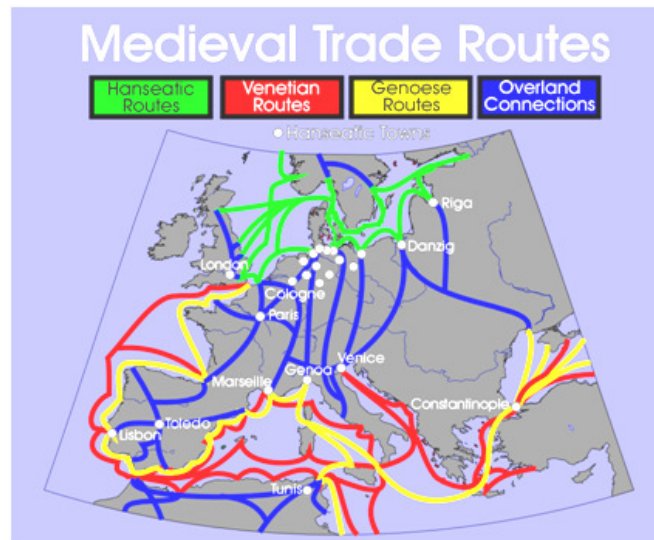 Medieval Trade Routes
Hanseatic Routes
Venetian Routes
Genoese Routes
Overland Connections
Hanseatic Towns
Riga
Danzig
London
Cologne
Paris
Venice
Genoa
Marseille
Constantinople
Toledo
Lisbon
Tunis